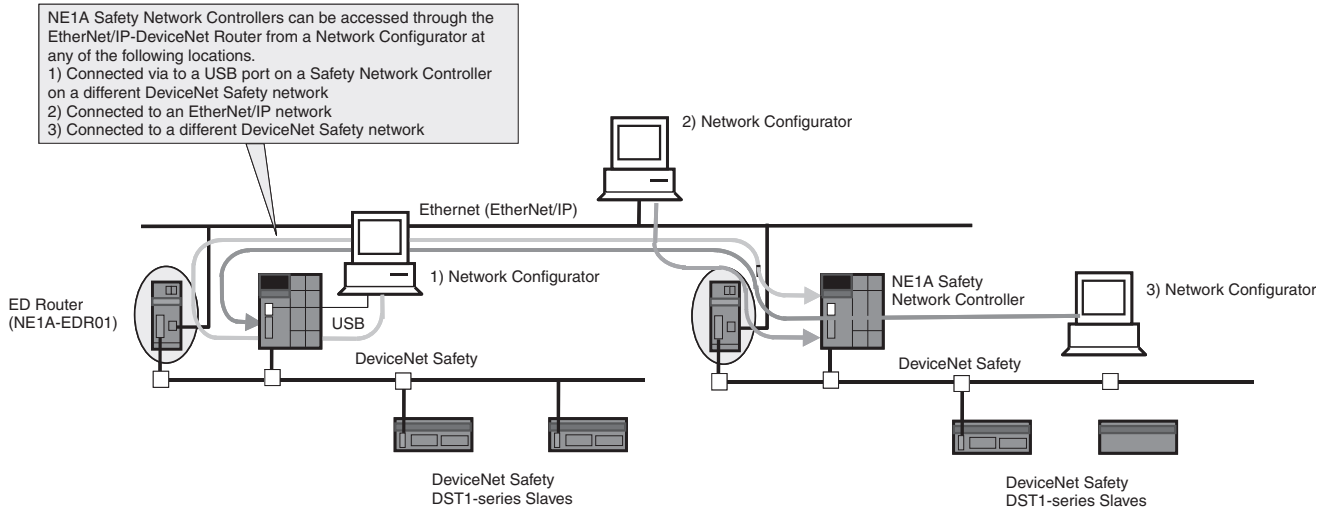 NE1A Safety Network Controllers can be accessed through the
EtherNet/IP-DeviceNet Router from a Network Configurator at
any of the following locations.
1) Connected via to a USB port on a Safety Network Controller
on a different DeviceNet Safety network
2) Connected to an EtherNet/IP network
3) Connected to a different DeviceNet Safety network
2) Network Configurator
Ethernet (EtherNet/IP)
1) Network Configurator
ED Router
(NE1A-EDR01)
USB
NE1A Safety
Network Controller
3) Network Configurator
DeviceNet Safety
DeviceNet Safety
DeviceNet Safety
DST1-series Slaves
DeviceNet Safety
DST1-series Slaves